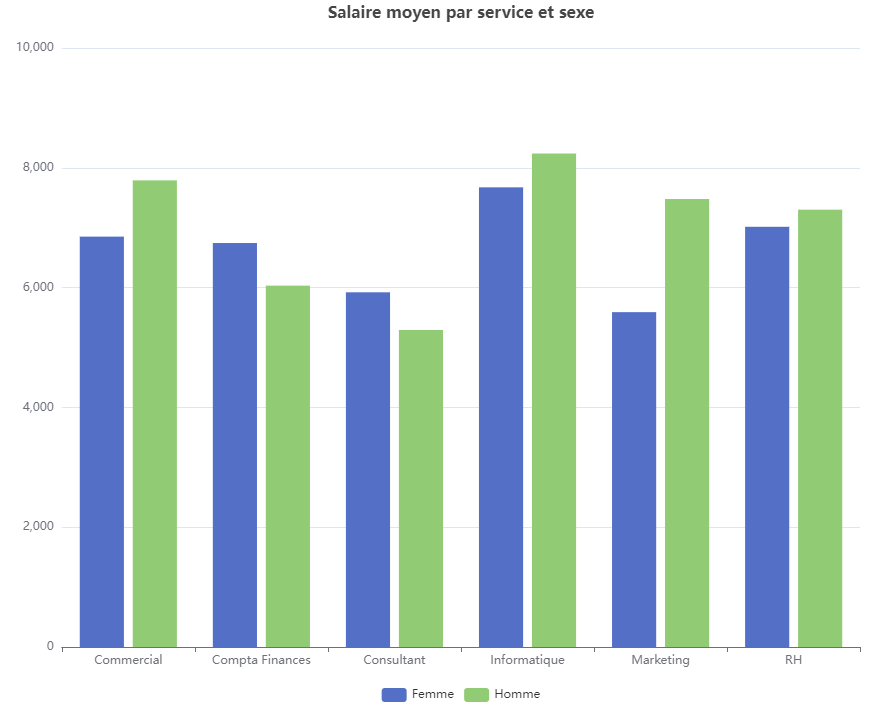 Salaire moyen par service et sexe
10,000
8,000
6,000
4,000
2,000
0
Commercial Compta Finances Consultant Informatique Marketing RH
Femme Homme